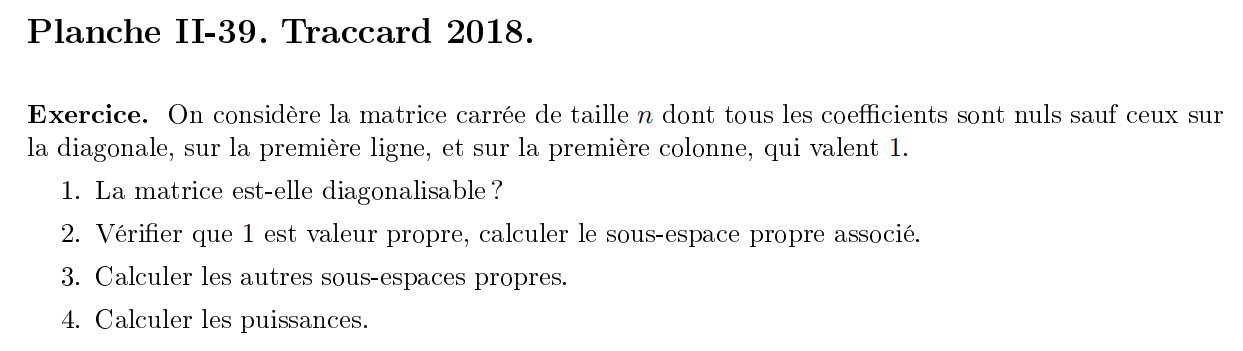 Planche II-39. Traccard 2018.
Exercice. On considère la matrice carrée de taille n dont tous les coefficients sont nuls sauf ceux sur
la diagonale, sur la première ligne, et sur la première colonne, qui valent 1.
1. La matrice est-elle diagonalisable ?
2. Vérifier que 1 est valeur propre, calculer le sous-espace propre associé.
3. Calculer les autres sous-espaces propres.
4. Calculer les puissances.